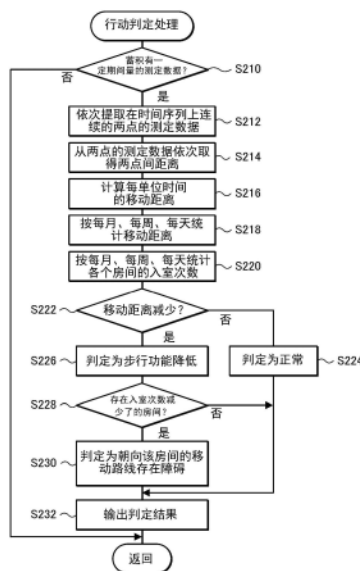 行动判定处理
蓄积有一
定期间量的测定数据?
S210
否
是
依次提取在时间序列上连
续的两点的测定数据
S212
从两点的测定数据依次取
得两点间距离
S214
计算每单位时间
的移动距离
S216
按每月、每周、每天统
计移动距离
S218
按每月、每周、每天统计
各个房间的入室次数
S220
S222
移动距离减少?
否
是
S226
判定为步行功能降低
判定为正常
S224
S228
存在入室次数减
少了的房间?
否
是
S230
判定为朝向该房间的移
动路线存在障碍
S232
输出判定结果
返回